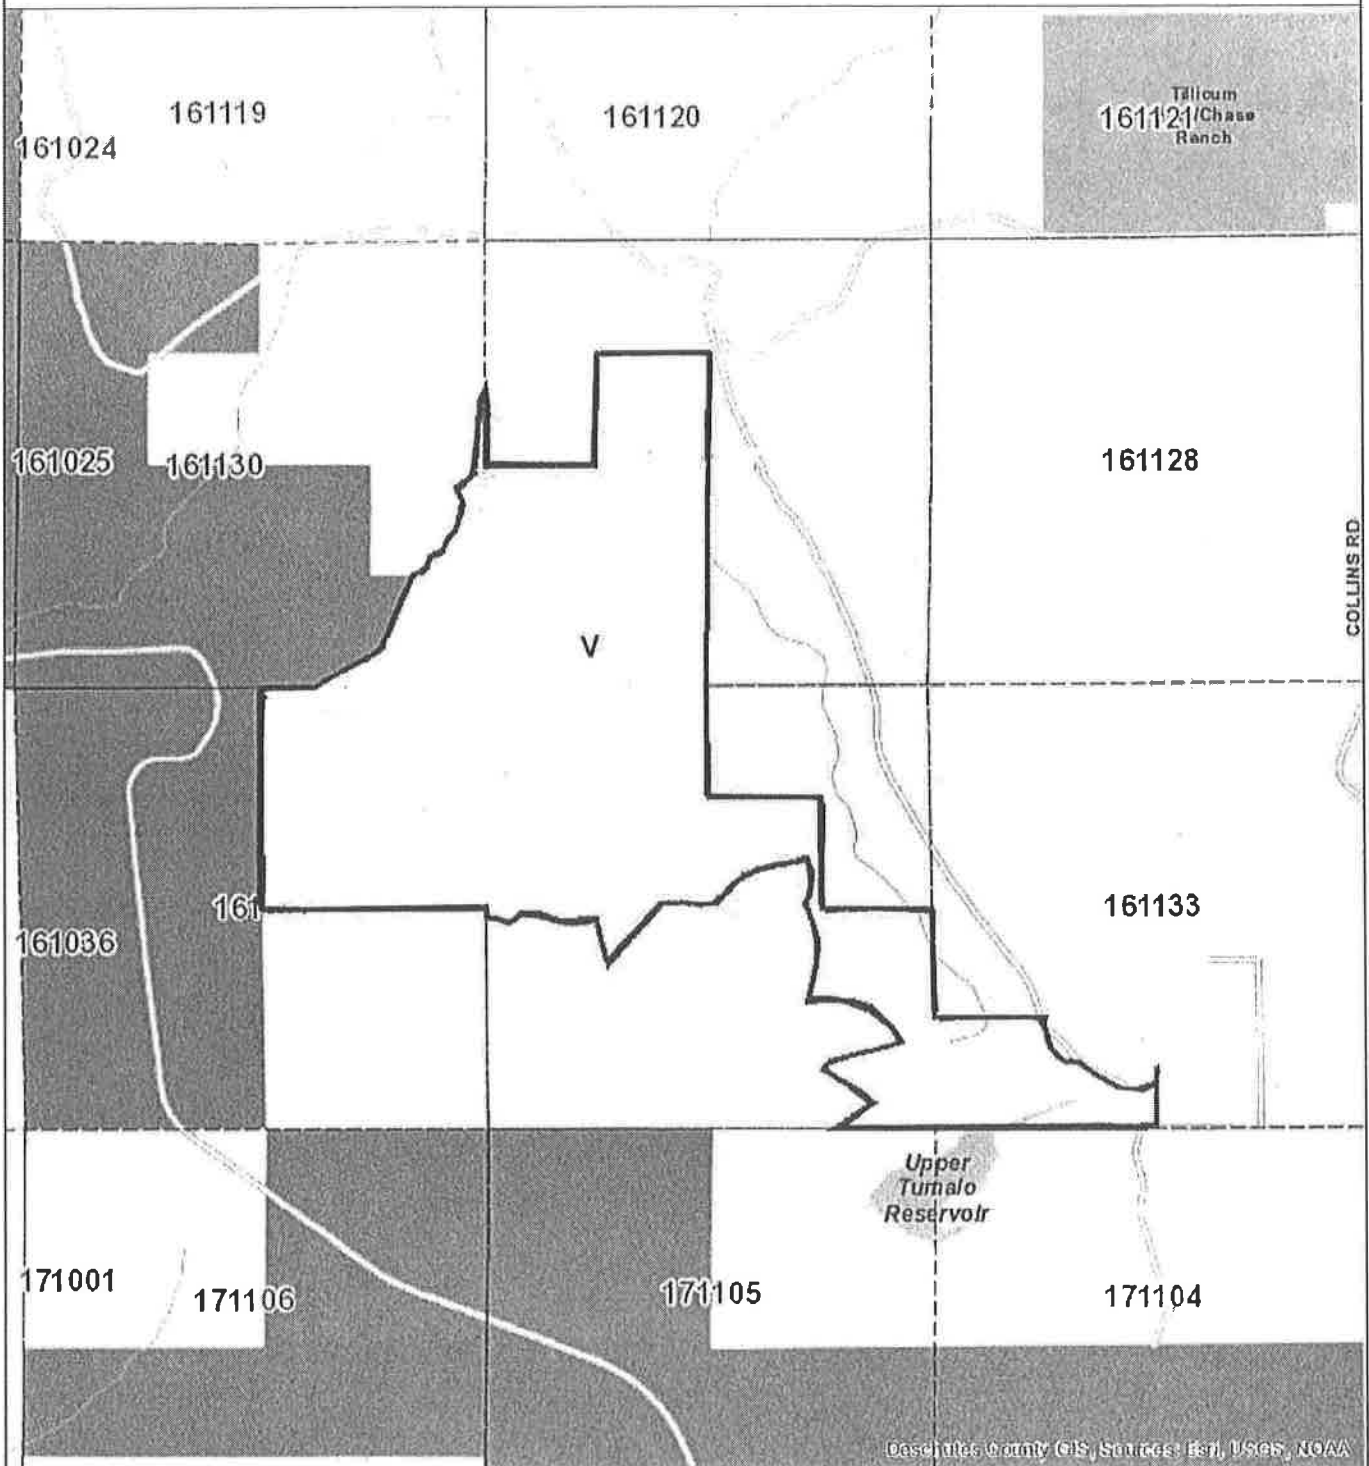 161119
161120
Tillicum
161121/Chase
Ranch
161024
161025
161130
161128
COLLINS RD
V
161
161036
161133
Upper
Tumalo
Reservoir
171001
171106
171105
171104
Deschutes County GIS, Sources: Esri, USGS, NOAA